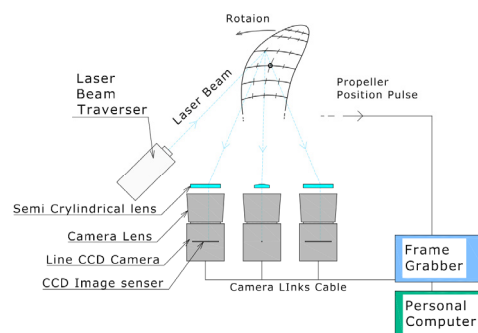 Rotaion
Laser
Beam
Traverser
Laser Beam
Propeller
Position Pulse
Semi Crylindrical lens
Camera Lens
Line CCD Camera
CCD Image senser
Camera LInks Cable
Frame
Grabber
Personal
Computer